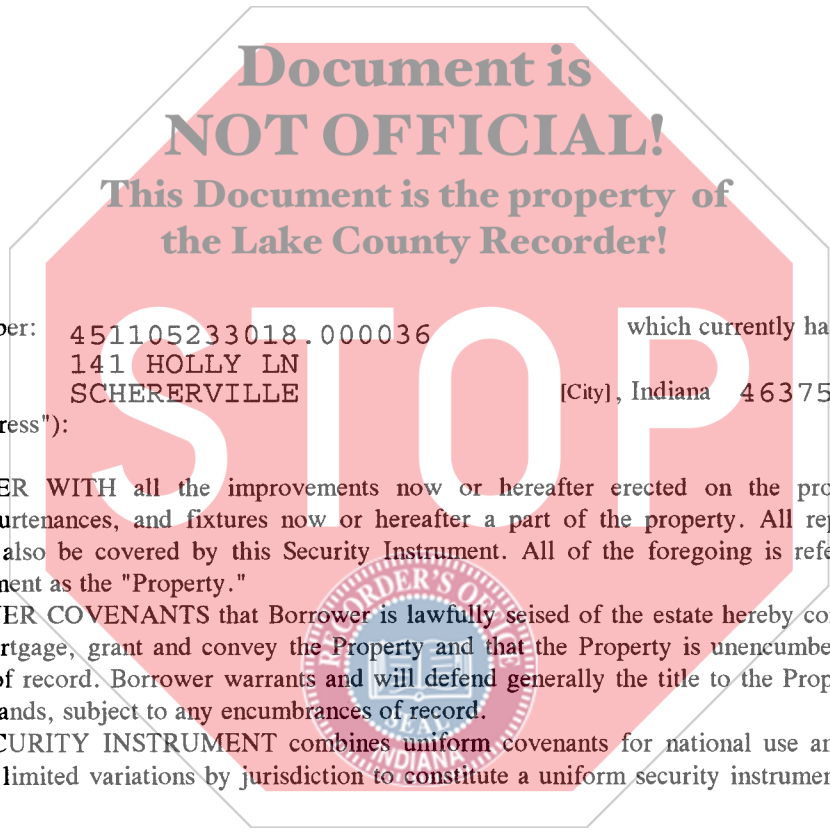 Document is
NOT OFFICIAL!
This Document is the property of
the Lake County Recorder!
STOP
ber: 451105233018.000036 which currently ha
141 HOLLY LN
SCHERERVILLE [City], Indiana 46375
ress"):
ER WITH all the improvements now or hereafter erected on the pro
urtenances, and fixtures now or hereafter a part of the property. All rep
also be covered by this Security Instrument. All of the foregoing is refe
ment as the "Property."
ER COVENANTS that Borrower is lawfully seised of the estate hereby co
rtgage, grant and convey the Property and that the Property is unencumbe
of record. Borrower warrants and will defend generally the title to the Prop
ands, subject to any encumbrances of record.
CURITY INSTRUMENT combines uniform covenants for national use an
limited variations by jurisdiction to constitute a uniform security instrumen
RECORDER'S OFFICE
SEAL
INDIANA